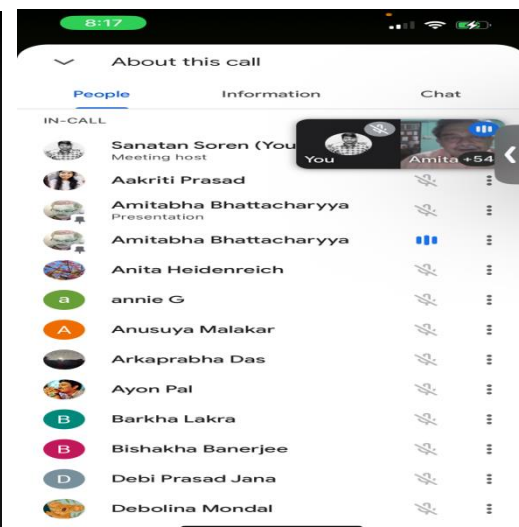 8:17
About this call
People Information Chat
IN-CALL
Sanatan Soren (You
Meeting host
You
Amita +54
Aakriti Prasad
Amitabha Bhattacharyya
Presentation
Amitabha Bhattacharyya
Anita Heidenreich
a annie G
A Anusuya Malakar
Arkaprabha Das
Ayon Pal
B Barkha Lakra
B Bishakha Banerjee
D Debi Prasad Jana
Debolina Mondal